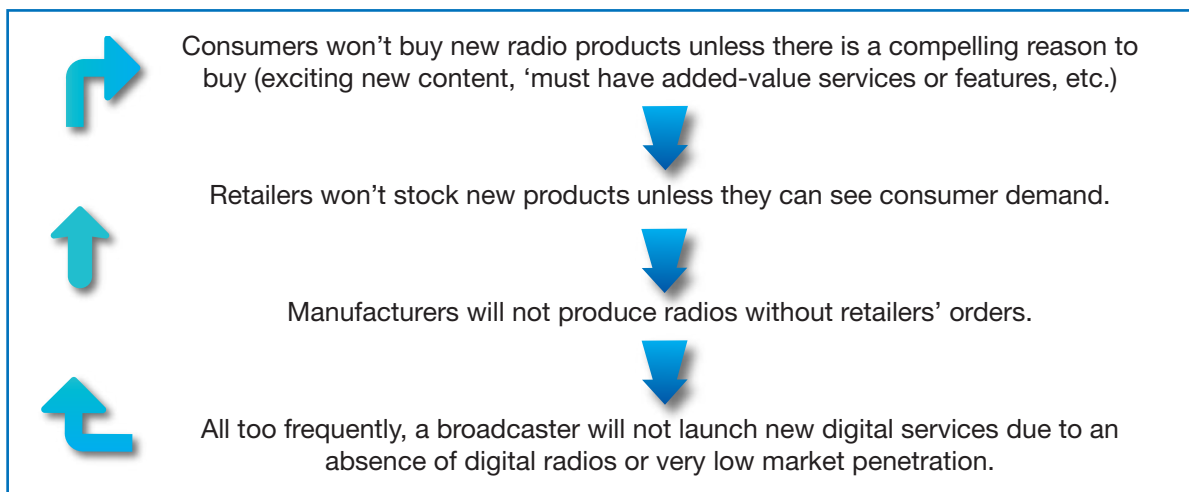 Consumers won’t buy new radio products unless there is a compelling reason to
buy (exciting new content, ‘must have added-value services or features, etc.)
Retailers won’t stock new products unless they can see consumer demand.
Manufacturers will not produce radios without retailers’ orders.
All too frequently, a broadcaster will not launch new digital services due to an
absence of digital radios or very low market penetration.